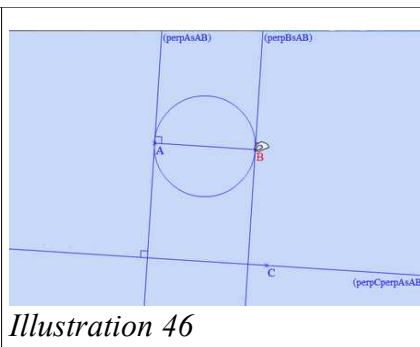 (perpAsAB)
(perpBsAB)
A
B
C
(perpCperpAsAB
Illustration 46